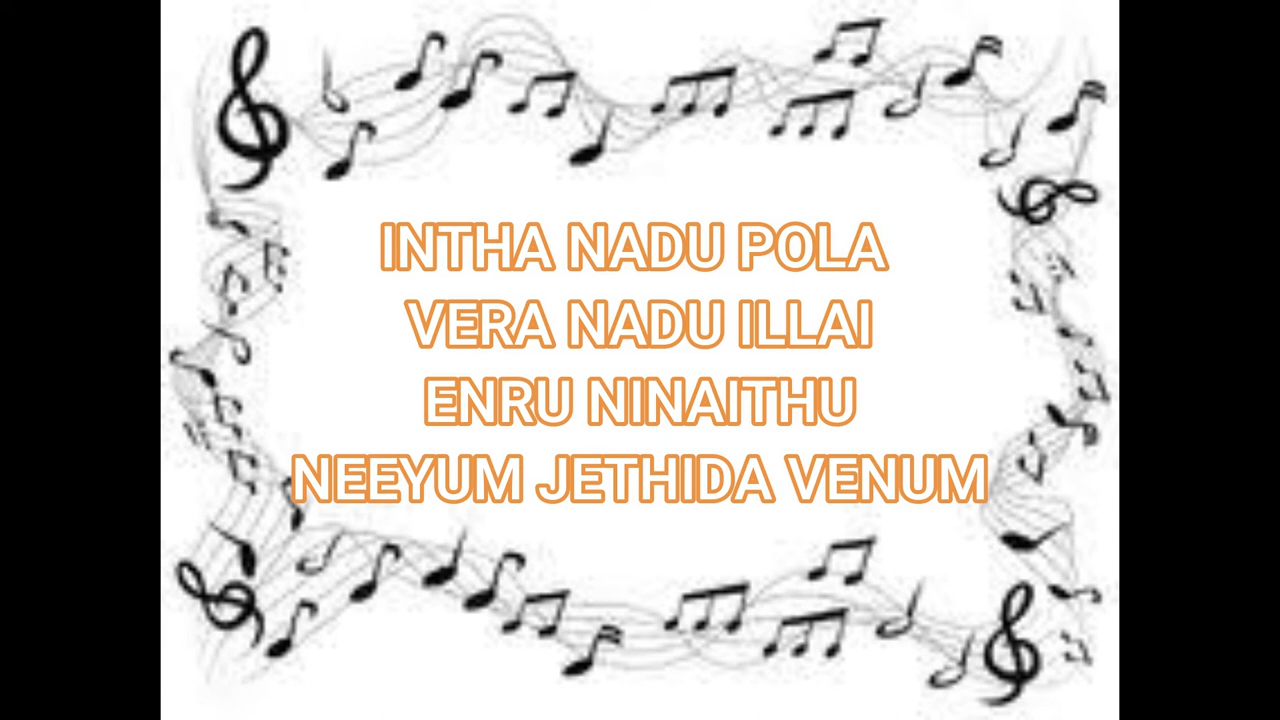 INTHA NADU POLA
VERA NADU ILLAI
ENRU NINAITHU
NEEYUM JETHIDA VENUM